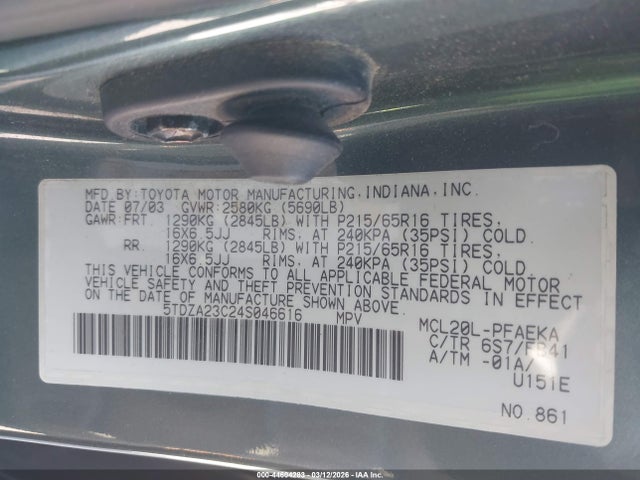 MFD.BY:TOYOTA MOTOR MANUFACTURING,INDIANA,INC.
DATE 07/03 GVWR:2580KG (5690LB)
GAWR:FRT 1290KG (2845LB) WITH P215/65R16 TIRES,
16X6.5JJ RIMS, AT 240KPA (35PSI) COLD.
RR 1290KG (2845LB) WITH P215/65R16 TIRES,
16X6.5JJ RIMS, AT 240KPA (35PSI) COLD.
THIS VEHICLE CONFORMS TO ALL APPLICABLE FEDERAL MOTOR
VEHICLE SAFETY AND THEFT PREVENTION STANDARDS IN EFFECT
ON THE DATE OF MANUFACTURE SHOWN ABOVE.
5TDZA23C24S046616 MPV
MCL20L-PFAEKA
C/TR 6S7/FB41
A/TM -01A/
U151E
NO.861
000-44604293 - 03/12/2026 - IAAI.COM